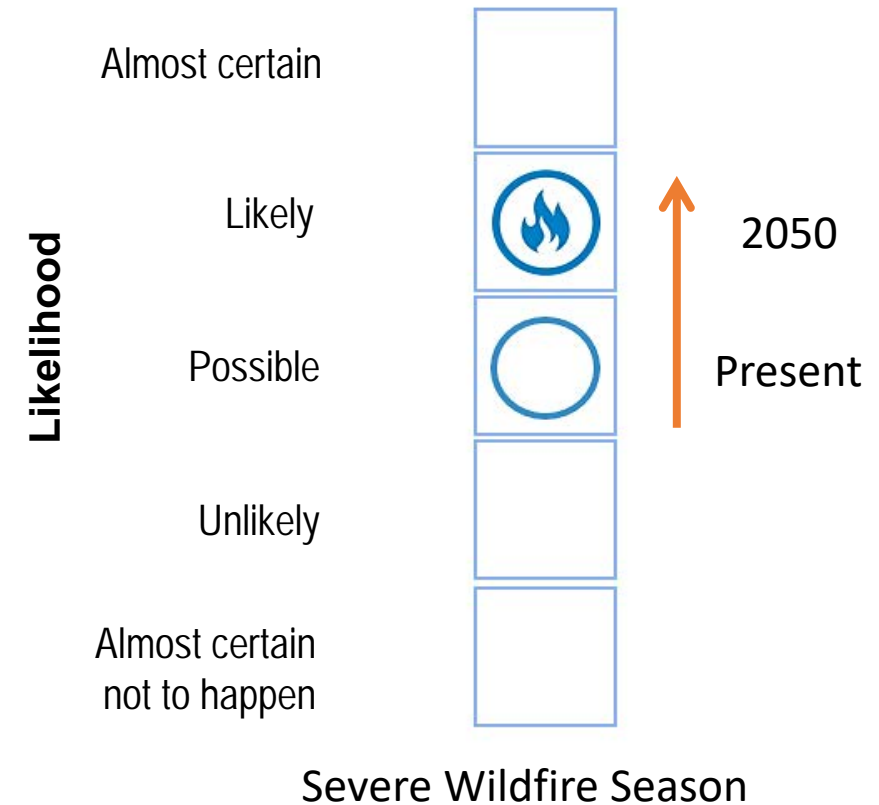 Almost certain
Likely
2050
Likelihood
Possible
Present
Unlikely
Almost certain
not to happen
Severe Wildfire Season